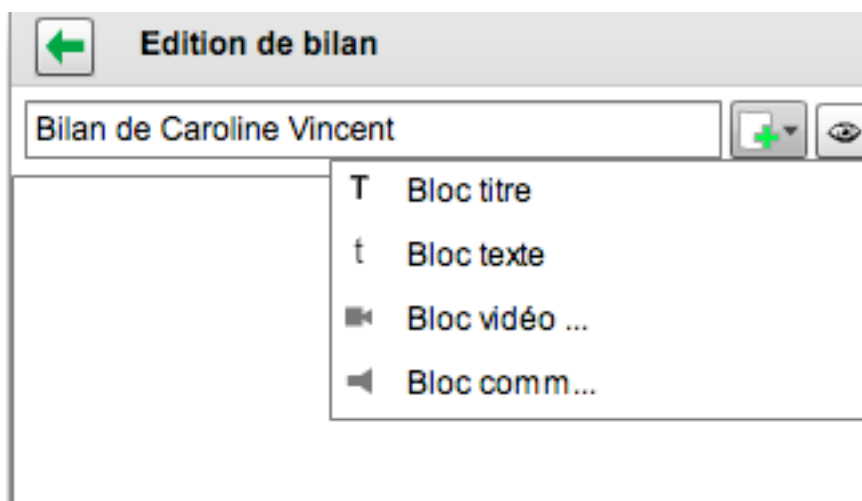 Edition de bilan
Bilan de Caroline Vincent
T Bloc titre
t Bloc texte
Bloc vidéo ...
Bloc comm...